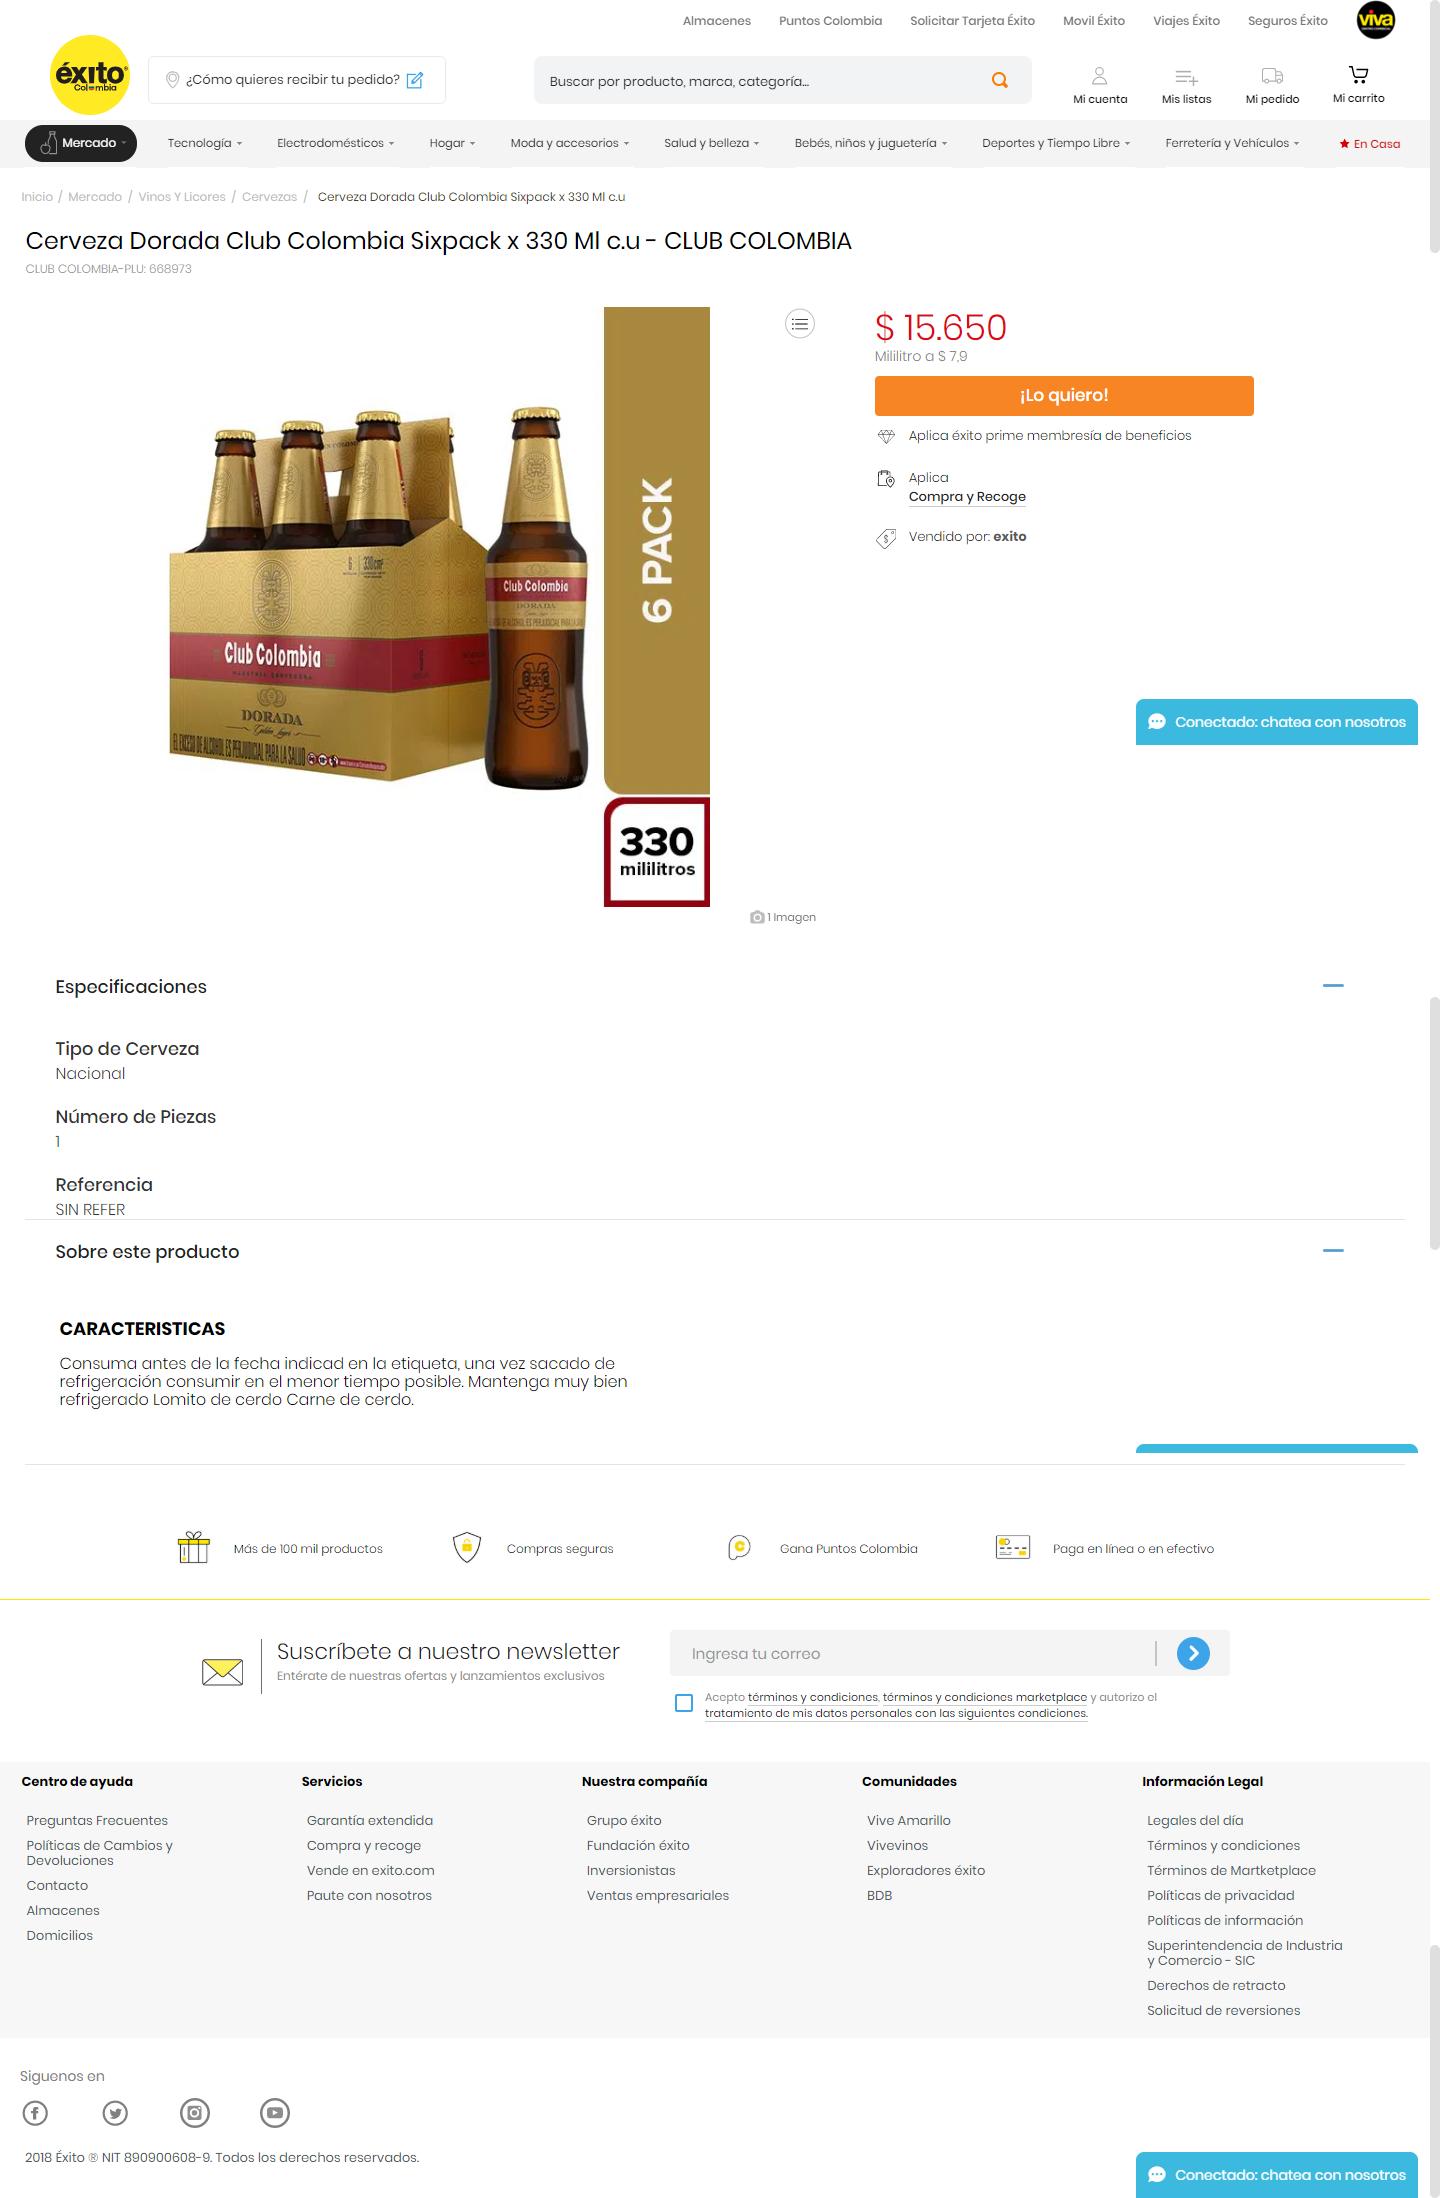 Almacenes Puntos Colombia Solicitar Tarjeta Éxito Movil Éxito Viajes Éxito Seguros Éxito viva
éxito
Colombia
¿Cómo quieres recibir tu pedido?
Buscar por producto, marca, categoría...
Mi cuenta Mis listas Mi pedido Mi carrito
Mercado Tecnología Electrodomésticos Hogar Moda y accesorios Salud y belleza Bebés, niños y juguetería Deportes y Tiempo Libre Ferretería y Vehículos En Casa
Inicio / Mercado / Vinos Y Licores / Cervezas / Cerveza Dorada Club Colombia Sixpack x 330 Ml c.u
Cerveza Dorada Club Colombia Sixpack x 330 Ml c.u - CLUB COLOMBIA
CLUB COLOMBIA-PLU: 668973
Club Colombia
DORADA
EL EXCESO DE ALCOHOL ES PERJUDICIAL PARA LA SALUD
Club Colombia
DORADA
6 PACK
330
mililitros
1 Imagen
$ 15.650
Mililitro a $ 7,9
¡Lo quiero!
Aplica éxito prime membresía de beneficios
Aplica
Compra y Recoge
Vendido por: exito
Conectado: chatea con nosotros
Especificaciones
Tipo de Cerveza
Nacional
Número de Piezas
1
Referencia
SIN REFER
Sobre este producto
CARACTERISTICAS
Consuma antes de la fecha indicad en la etiqueta, una vez sacado de
refrigeración consumir en el menor tiempo posible. Mantenga muy bien
refrigerado Lomito de cerdo Carne de cerdo.
Más de 100 mil productos
Compras seguras
Gana Puntos Colombia
Paga en línea o en efectivo
Suscríbete a nuestro newsletter
Entérate de nuestras ofertas y lanzamientos exclusivos
Ingresa tu correo
Acepto términos y condiciones, términos y condiciones marketplace y autorizo el
tratamiento de mis datos personales con las siguientes condiciones.
Centro de ayuda
Preguntas Frecuentes
Políticas de Cambios y
Devoluciones
Contacto
Almacenes
Domicilios
Servicios
Garantía extendida
Compra y recoge
Vende en exito.com
Paute con nosotros
Nuestra compañía
Grupo éxito
Fundación éxito
Inversionistas
Ventas empresariales
Comunidades
Vive Amarillo
Vivevinos
Exploradores éxito
BDB
Información Legal
Legales del día
Términos y condiciones
Términos de Martketplace
Políticas de privacidad
Políticas de información
Superintendencia de Industria
y Comercio - SIC
Derechos de retracto
Solicitud de reversiones
Siguenos en
2018 Éxito ® NIT 890900608-9. Todos los derechos reservados.
Conectado: chatea con nosotros